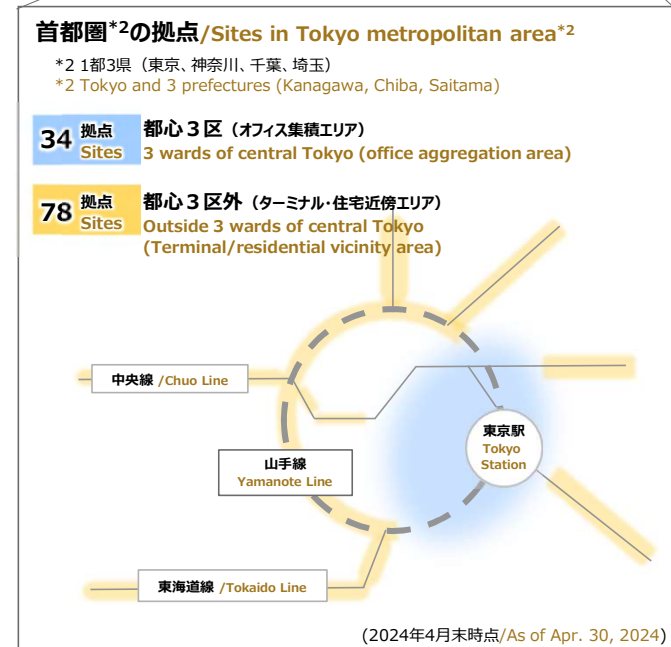 首都圏*2の拠点/Sites in Tokyo metropolitan area*2
*2 1都3県（東京、神奈川、千葉、埼玉）
*2 Tokyo and 3 prefectures (Kanagawa, Chiba, Saitama)
34 拠点 Sites
都心３区（オフィス集積エリア）
3 wards of central Tokyo (office aggregation area)
78 拠点 Sites
都心３区外（ターミナル・住宅近傍エリア）
Outside 3 wards of central Tokyo
(Terminal/residential vicinity area)
中央線 /Chuo Line
東京駅
Tokyo
Station
山手線
Yamanote Line
東海道線 /Tokaido Line
(2024年4月末時点/As of Apr. 30, 2024)